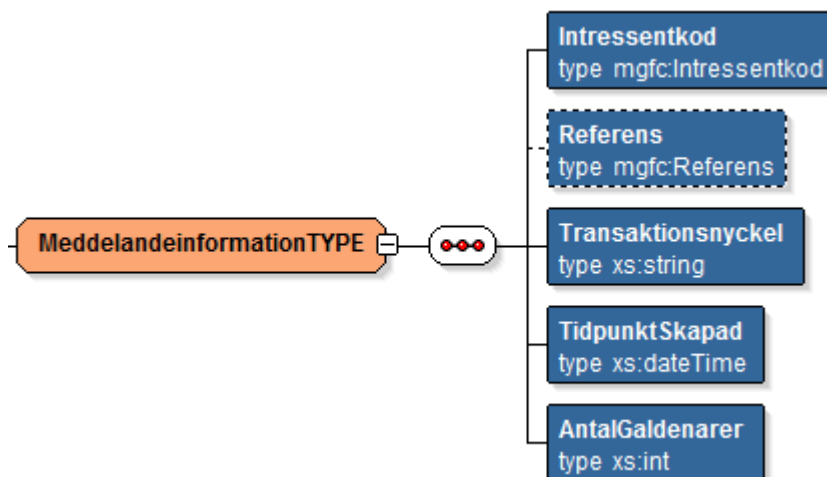 Intressentkod
type mgfc:Intressentkod
Referens
type mgfc:Referens
MeddelandeinformationTYPE
Transaktionsnyckel
type xs:string
TidpunktSkapad
type xs:dateTime
AntalGaldenarer
type xs:int